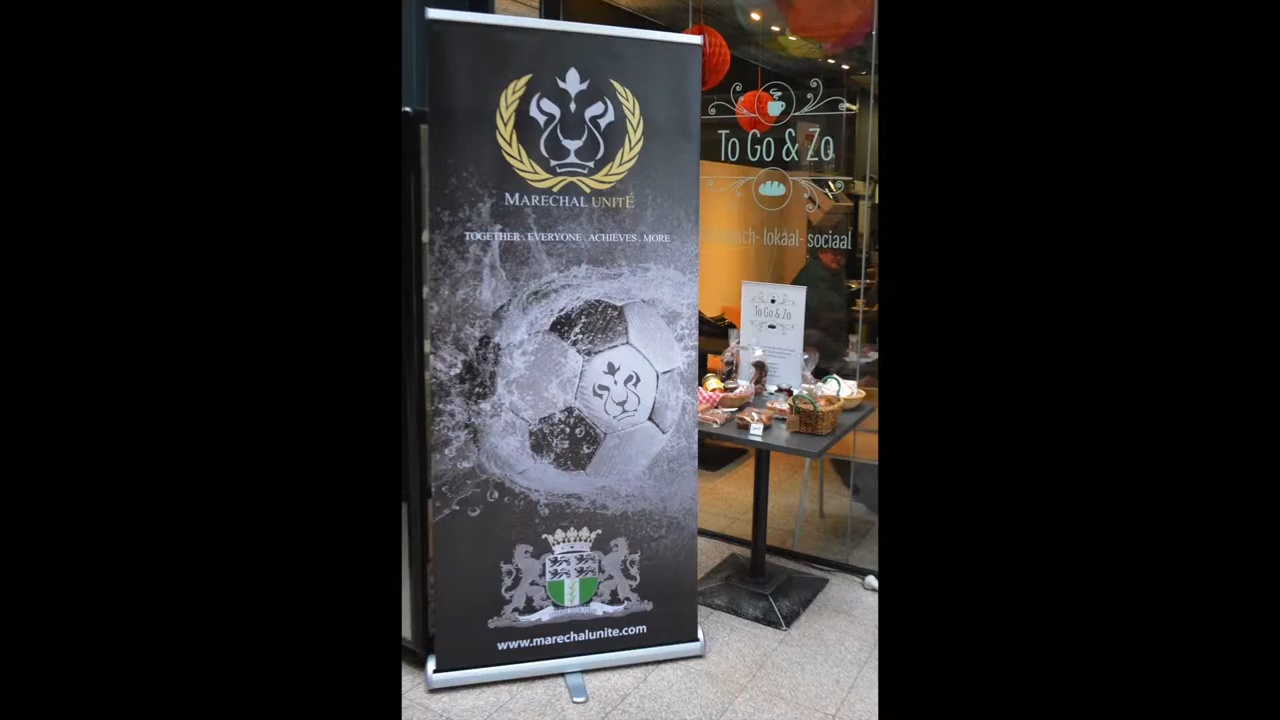 MARECHAL UNITÉ
TOGETHER . EVERYONE . ACHIEVES . MORE
www.marechalunite.com
To Go & Zo
lokaal- sociaal
To Go & Zo